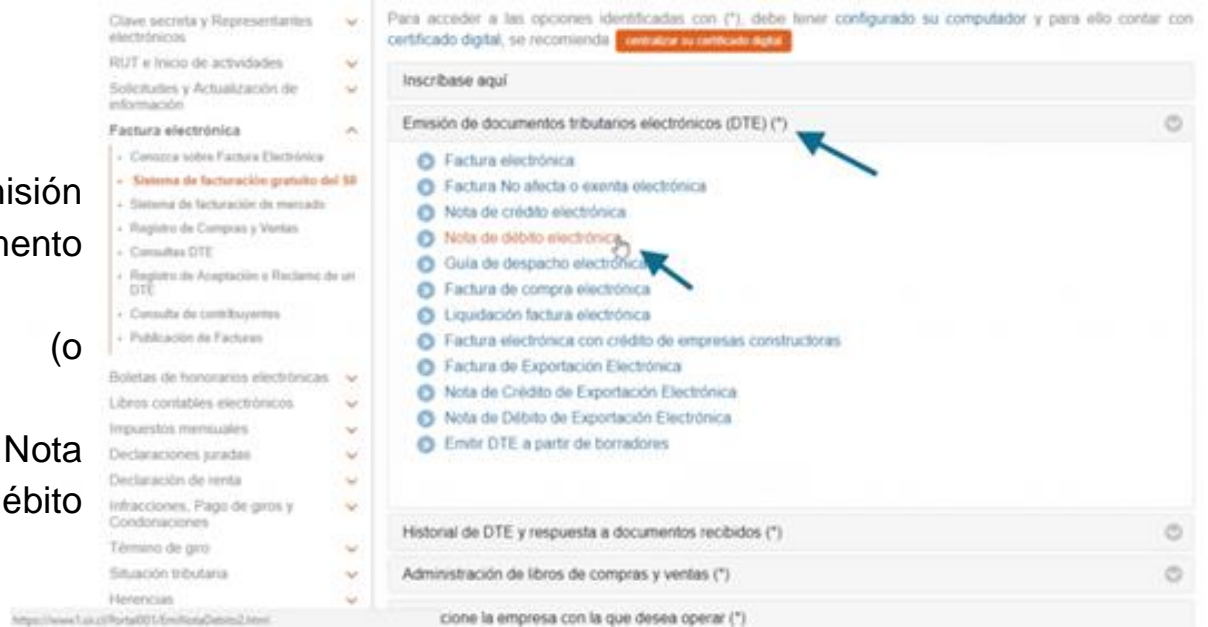 misión
mento
(o
Nota
ébito
Clave secreta y Representantes
electrónicos
RUT e Inicio de actividades
Solicitudes y Actualización de
información
Factura electrónica
Conozca sobre Factura Electrónica
Sistema de facturación gratuito del SII
Sistema de facturación de mercado
Registro de Compras y Ventas
Consultas DTE
Registro de Aceptación o Reclamo de un
DTE
Consulta de contribuyentes
Publicación de Facturas
Boletas de honorarios electrónicas
Libros contables electrónicos
Impuestos mensuales
Declaraciones juradas
Declaración de renta
Infracciones, Pago de giros y
Condonaciones
Término de giro
Situación tributaria
Herencias
Para acceder a las opciones identificadas con (*), debe tener configurado su computador y para ello contar con
certificado digital, se recomienda centralizar su certificado digital
Inscríbase aquí
Emisión de documentos tributarios electrónicos (DTE) (*)
Factura electrónica
Factura No afecta o exenta electrónica
Nota de crédito electrónica
Nota de débito electrónica
Guía de despacho electrónica
Factura de compra electrónica
Liquidación factura electrónica
Factura electrónica con crédito de empresas constructoras
Factura de Exportación Electrónica
Nota de Crédito de Exportación Electrónica
Nota de Débito de Exportación Electrónica
Emitir DTE a partir de borradores
Historial de DTE y respuesta a documentos recibidos (*)
Administración de libros de compras y ventas (*)
cione la empresa con la que desea operar (*)